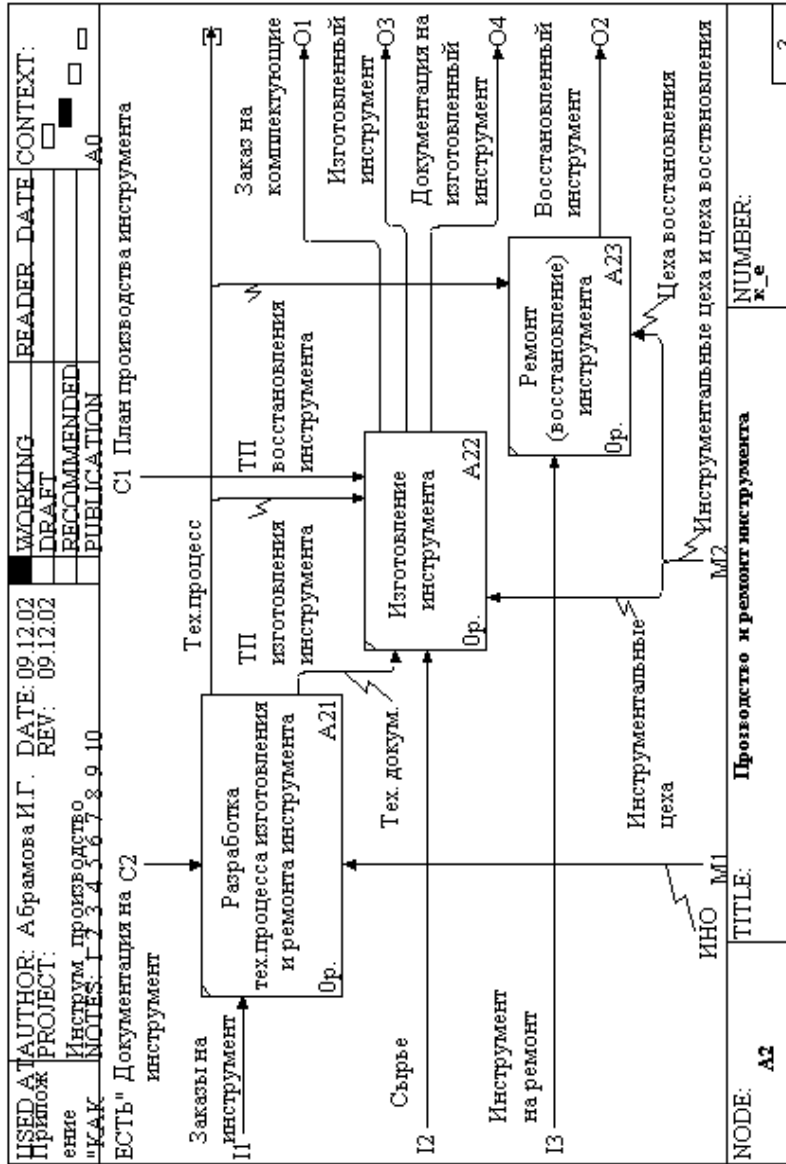 USED AT
Прилож
ение
"КАК
ЕСТЬ"
AUTHOR: Абрамова И.Г.
PROJECT:
Инструм_производство
NOTES: 1 2 3 4 5 6 7 8 9 10
DATE: 09.12.02
REV: 09.12.02
WORKING
DRAFT
RECOMMENDED
PUBLICATION
READER DATE
CONTEXT:
A0
Документация на
инструмент
C2
C1 План производства инструмента
Заказы на
инструмент
I1
Разработка
тех.процесса изготовления
и ремонта инструмента
0р.
A21
Тех.процесс
ТП
изготовления
инструмента
ТП
восстановления
инструмента
Заказ на
комплектующие
O1
Изготовленный
инструмент
O3
Документация на
изготовленный
инструмент
O4
Сырье
I2
Тех. докум.
Изготовление
инструмента
0р.
A22
Инструмент
на ремонт
I3
Ремонт
(восстановление)
инструмента
0р.
A23
Восстановленный
инструмент
O2
ИНО
M1
Инструментальные
цеха
M2
Цеха восстановления
Инструментальные цеха и цеха восствновления
NODE:
A2
TITLE:
Прозводство и ремонт инструмента
NUMBER:
к_е